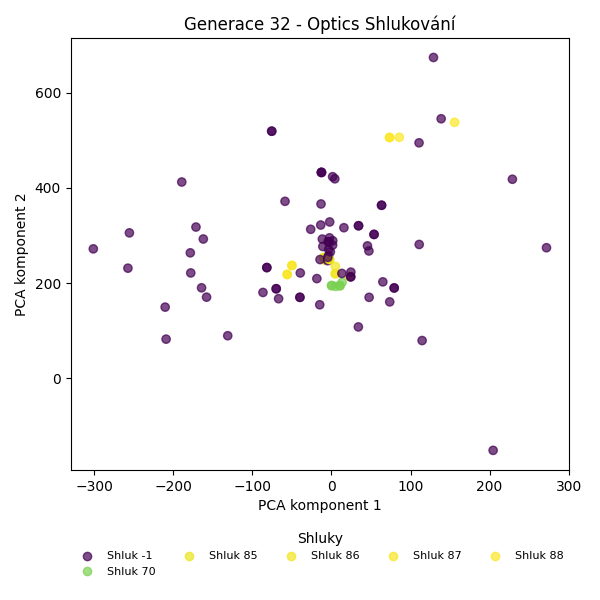 Generace 32 - Optics Shlukování
PCA komponent 2
600
400
200
0
−300 −200 −100 0 100 200 300
PCA komponent 1
Shluky
Shluk -1 Shluk 85 Shluk 86 Shluk 87 Shluk 88
Shluk 70